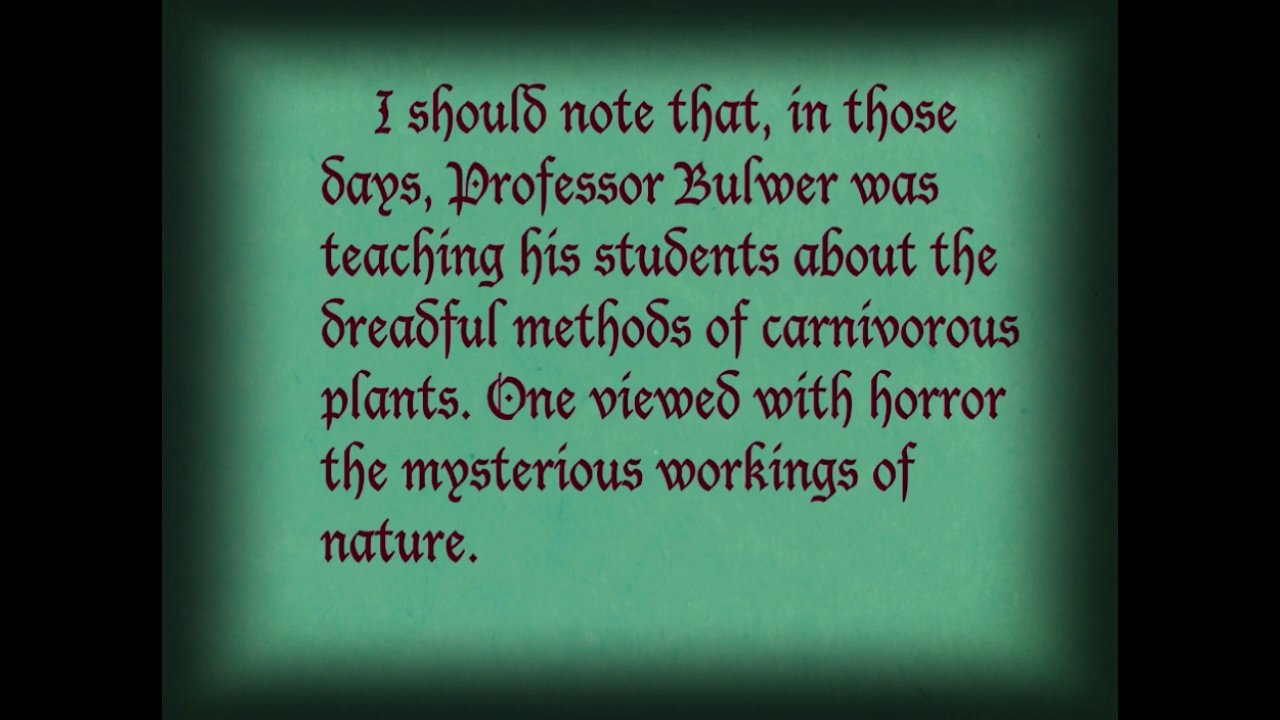 I should note that, in those
days, Professor Bulwer was
teaching his students about the
dreadful methods of carnivorous
plants. One viewed with horror
the mysterious workings of
nature.